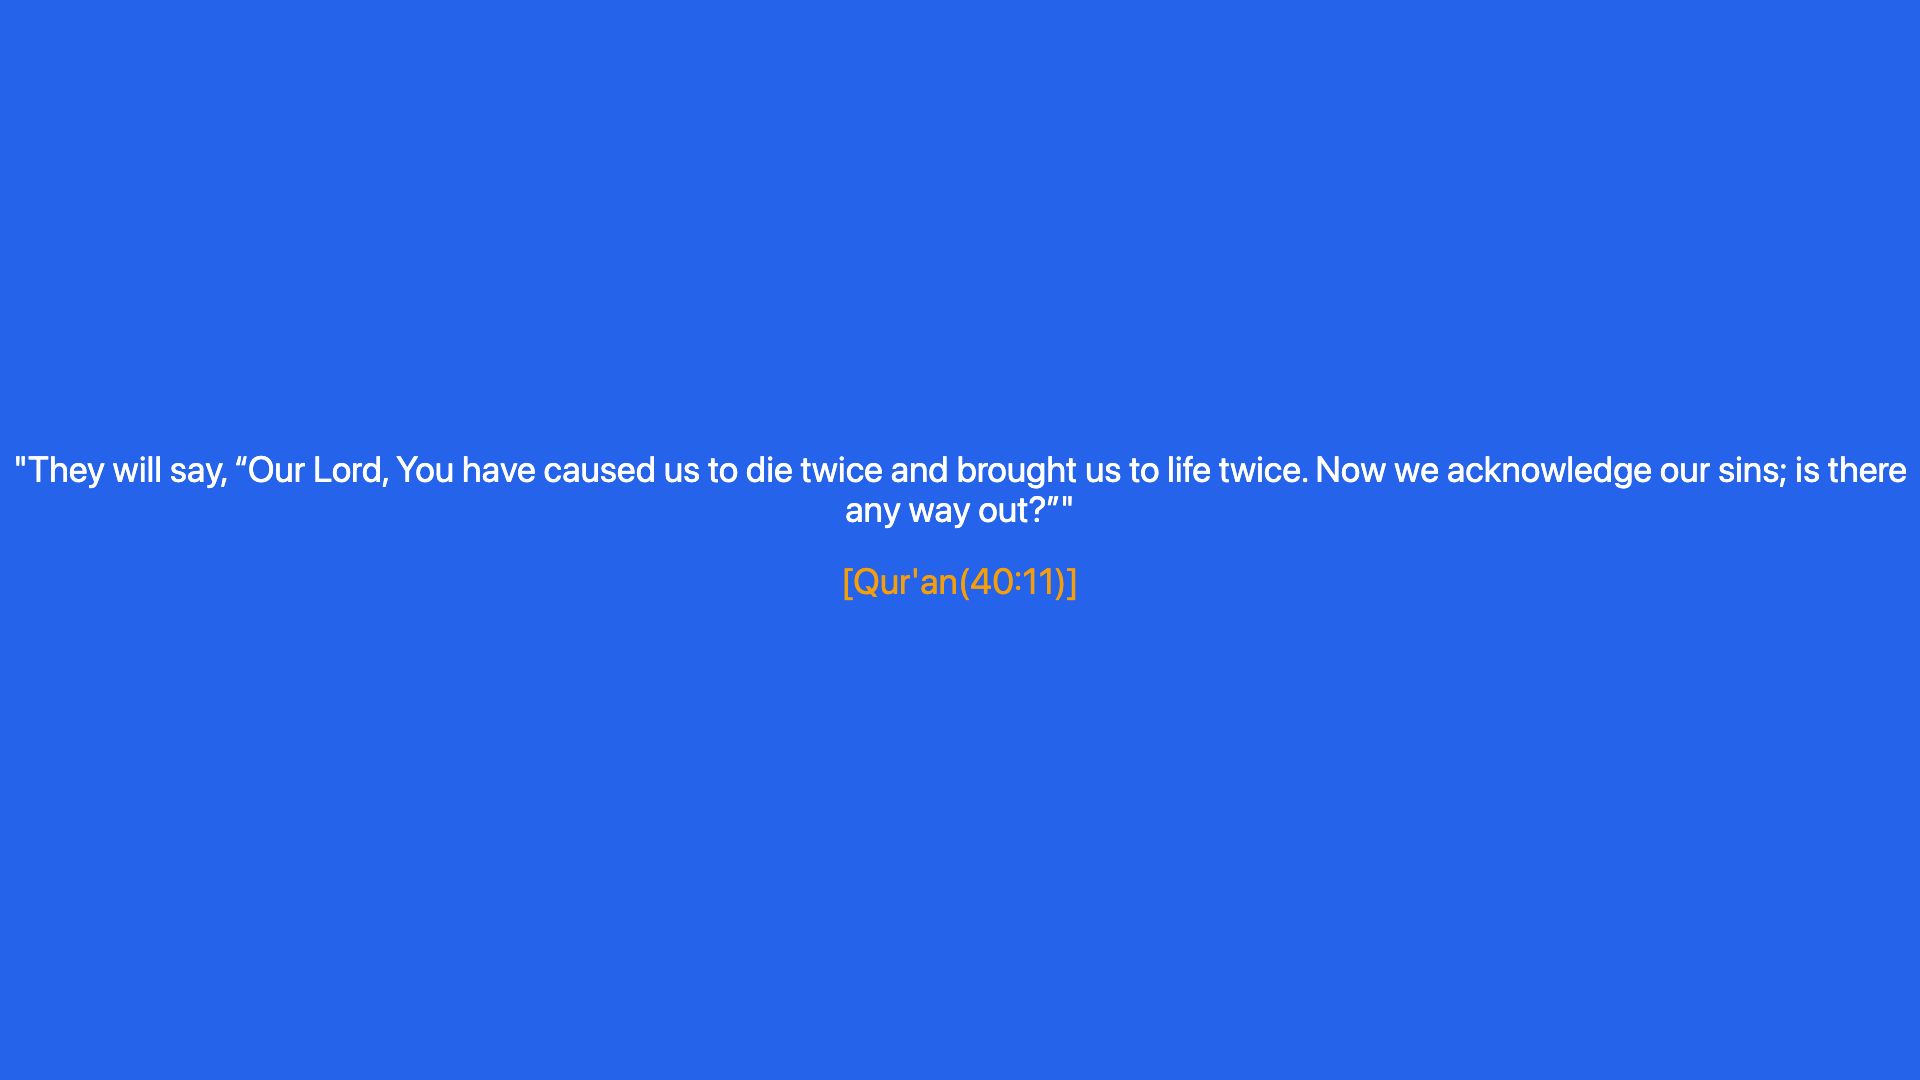 "They will say, “Our Lord, You have caused us to die twice and brought us to life twice. Now we acknowledge our sins; is there
any way out?”"
[Qur'an(40:11)]